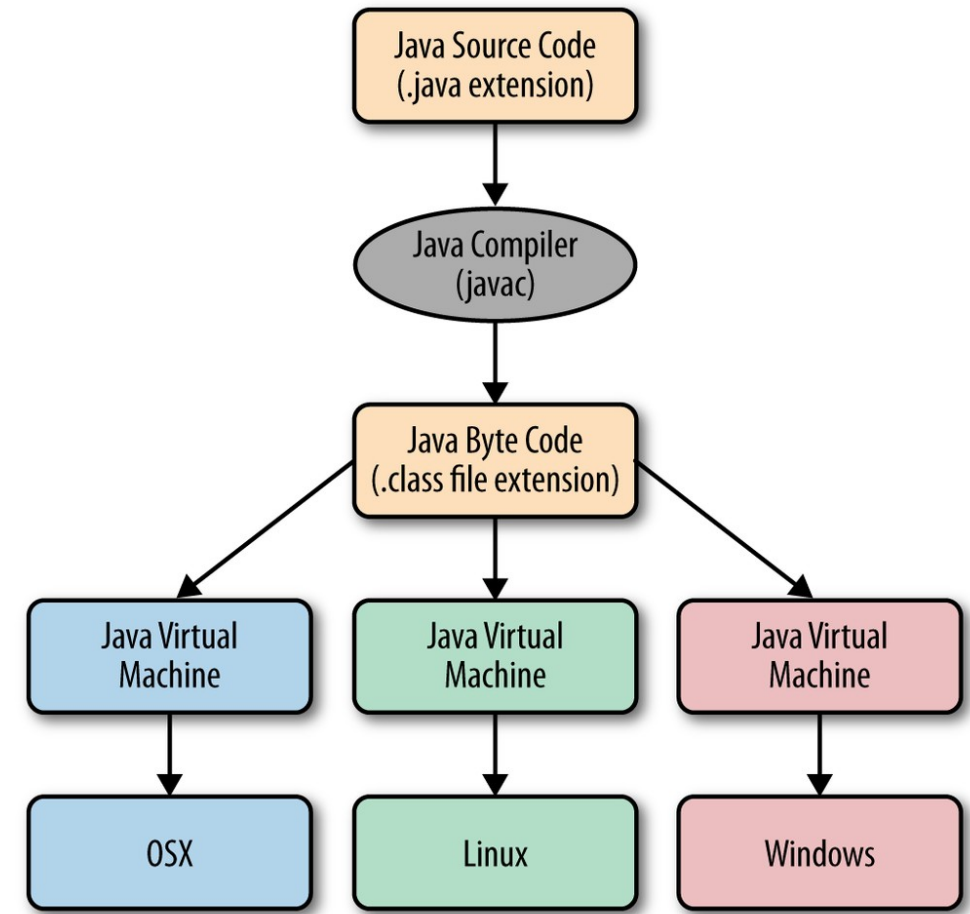 Java Source Code
(.java extension)
Java Compiler
(javac)
Java Byte Code
(.class file extension)
Java Virtual
Machine
Java Virtual
Machine
Java Virtual
Machine
OSX
Linux
Windows